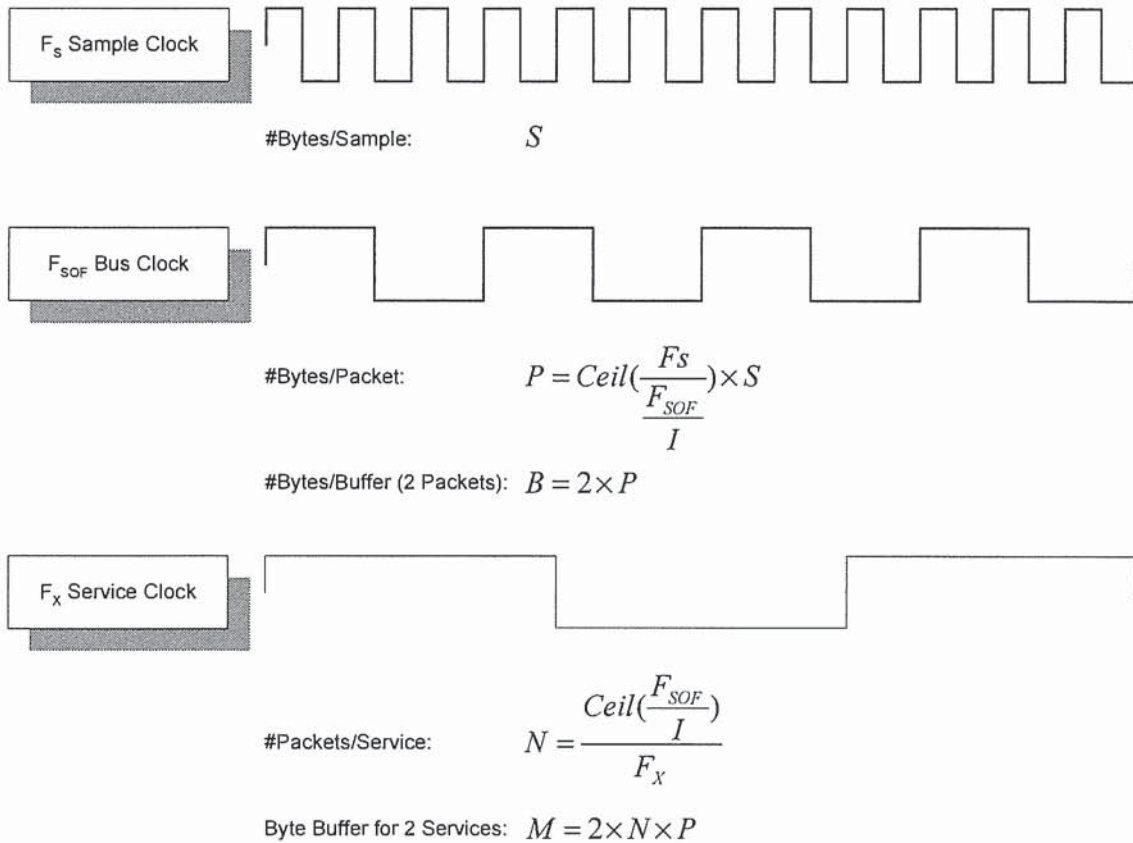 F_S Sample Clock
#Bytes/Sample: S
F_SOF Bus Clock
#Bytes/Packet: P = Ceil(Fs / (F_SOF / I)) × S
#Bytes/Buffer (2 Packets): B = 2 × P
F_X Service Clock
#Packets/Service: N = Ceil(F_SOF / I) / F_X
Byte Buffer for 2 Services: M = 2 × N × P